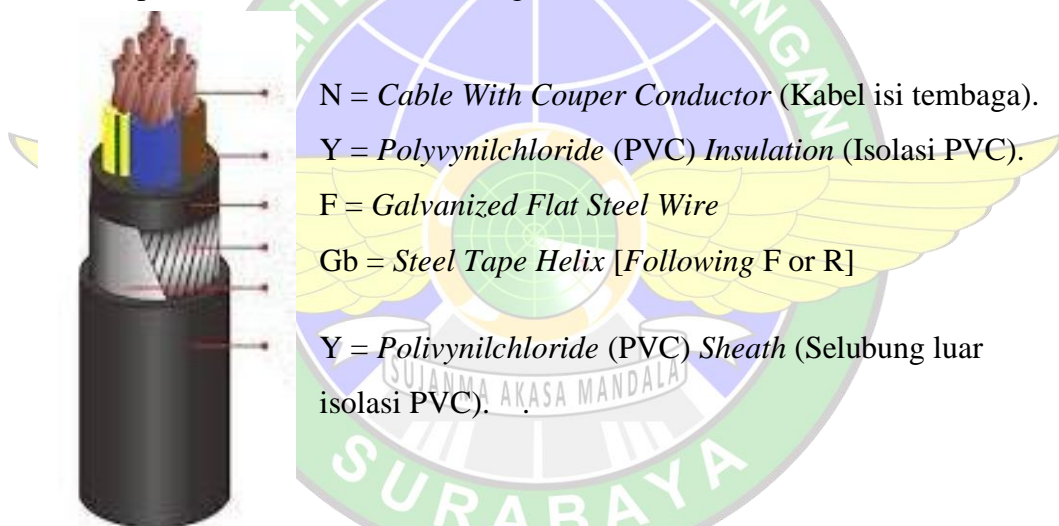 N = Cable With Couper Conductor (Kabel isi tembaga).
Y = Polyvynilchloride (PVC) Insulation (Isolasi PVC).
F = Galvanized Flat Steel Wire
Gb = Steel Tape Helix [Following F or R]
Y = Polivynilchloride (PVC) Sheath (Selubung luar
isolasi PVC). .
SUJANMA AKASA MANDALA
SURABAYA